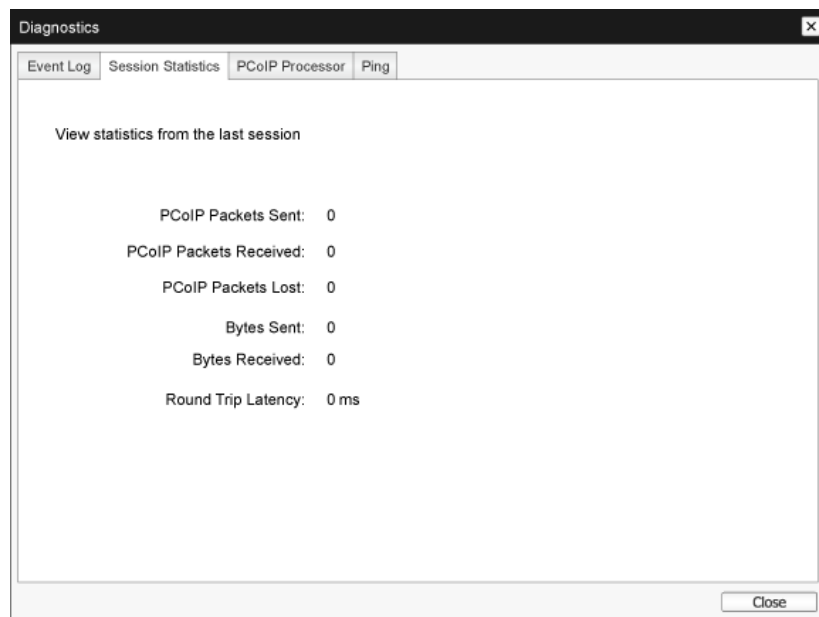 Diagnostics
Event Log Session Statistics PCoIP Processor Ping
View statistics from the last session
PCoIP Packets Sent: 0
PCoIP Packets Received: 0
PCoIP Packets Lost: 0
Bytes Sent: 0
Bytes Received: 0
Round Trip Latency: 0 ms
Close